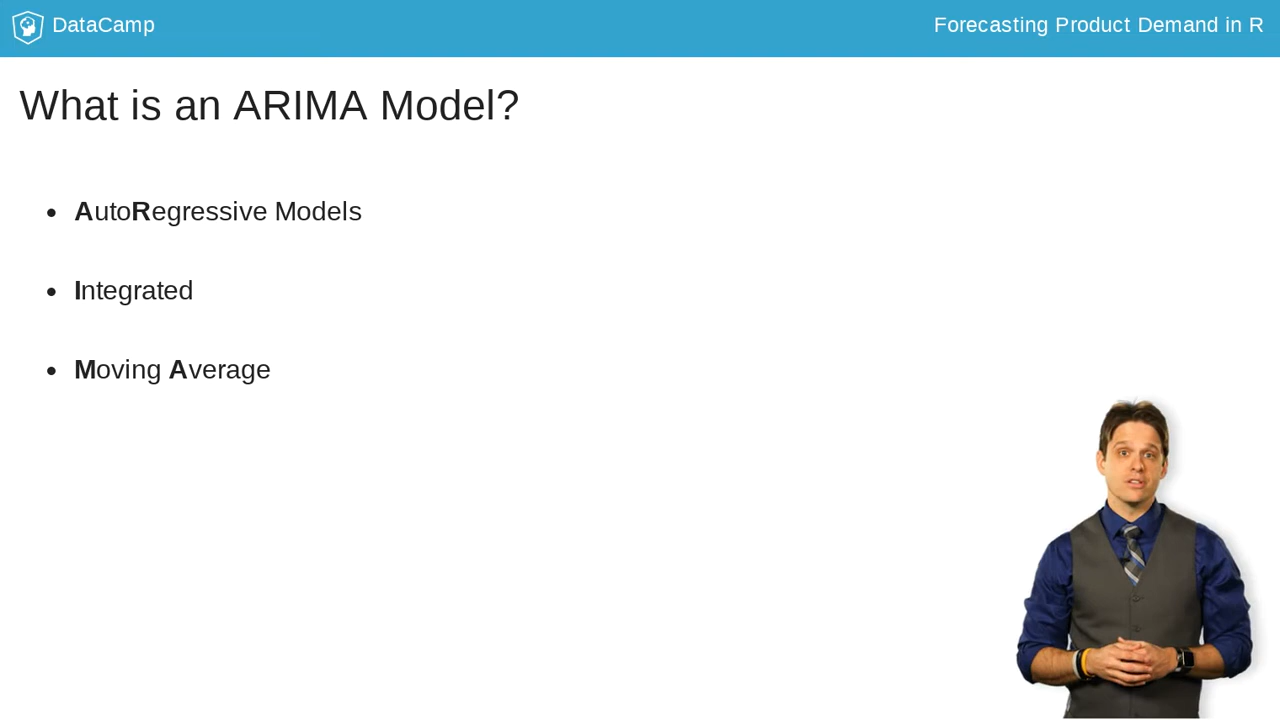 DataCamp
Forecasting Product Demand in R
What is an ARIMA Model?
AutoRegressive Models
Integrated
Moving Average